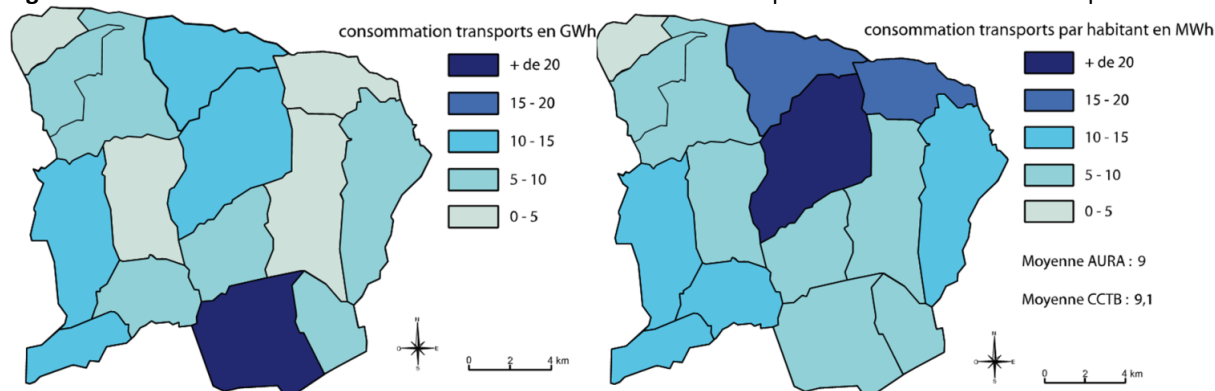 consommation transports en GWh
+ de 20
15 - 20
10 - 15
5 - 10
0 - 5
N
O E
S
0 2 4 km
consommation transports par habitant en MWh
+ de 20
15 - 20
10 - 15
5 - 10
0 - 5
Moyenne AURA : 9
Moyenne CCTB : 9,1
N
O E
S
0 2 4 km